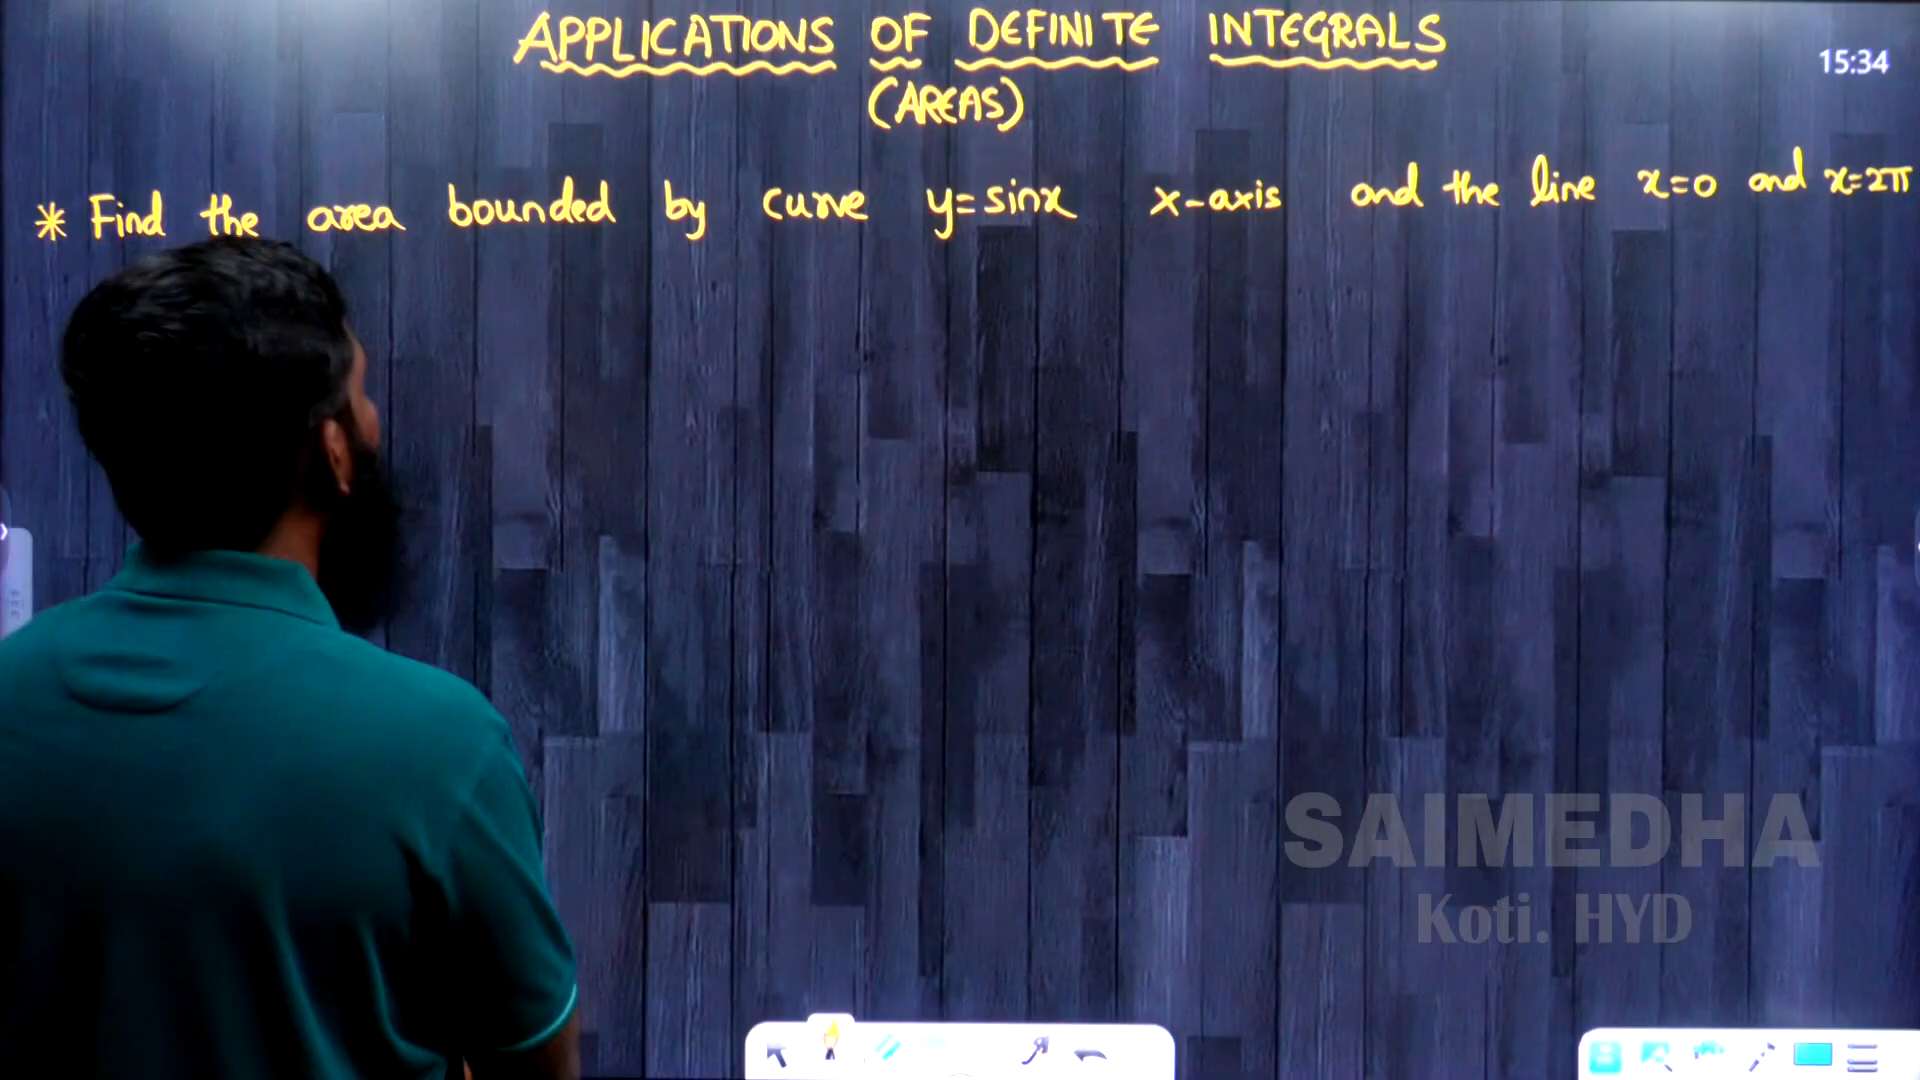 APPLICATIONS OF DEFINITE INTEGRALS
15:34
(AREAS)
* Find the area bounded by curve y=sinx x-axis and the line x=0 and x=2π
SAIMEDHA
Koti. HYD